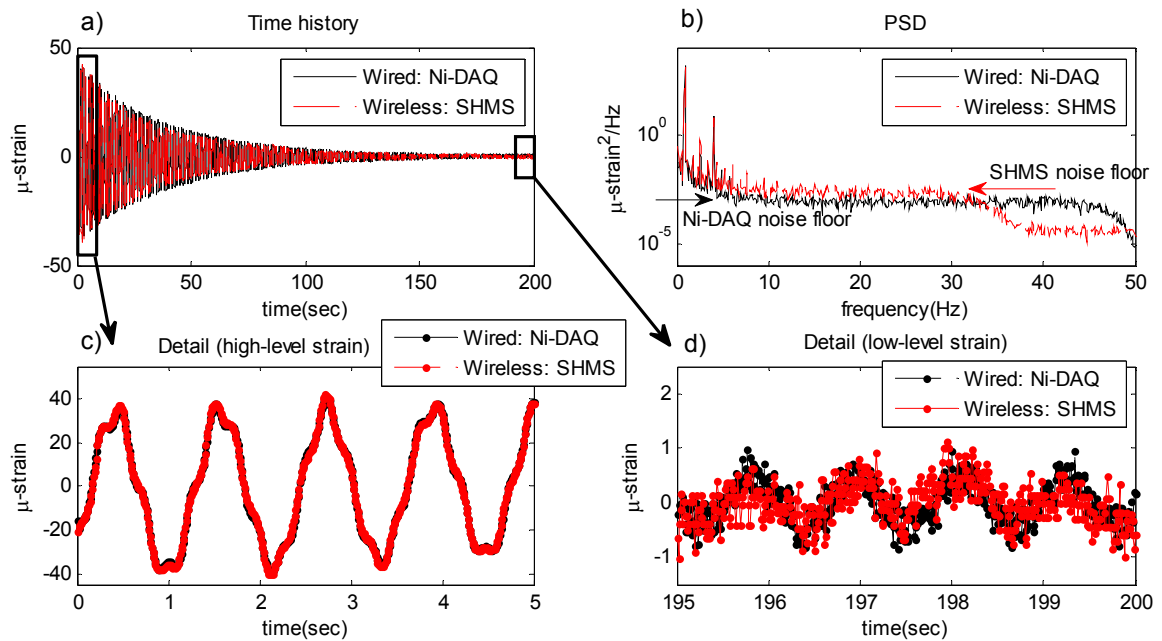 a) Time history
50
0
-50
μ-strain
Wired: Ni-DAQ
Wireless: SHMS
0 50 100 150 200
time(sec)
b) PSD
10^0
10^-5
μ-strain^2/Hz
Wired: Ni-DAQ
Wireless: SHMS
SHMS noise floor
Ni-DAQ noise floor
0 10 20 30 40 50
frequency(Hz)
c) Detail (high-level strain)
Wired: Ni-DAQ
Wireless: SHMS
40
20
0
-20
-40
μ-strain
0 1 2 3 4 5
time(sec)
d) Detail (low-level strain)
Wired: Ni-DAQ
Wireless: SHMS
2
1
0
-1
μ-strain
195 196 197 198 199 200
time(sec)